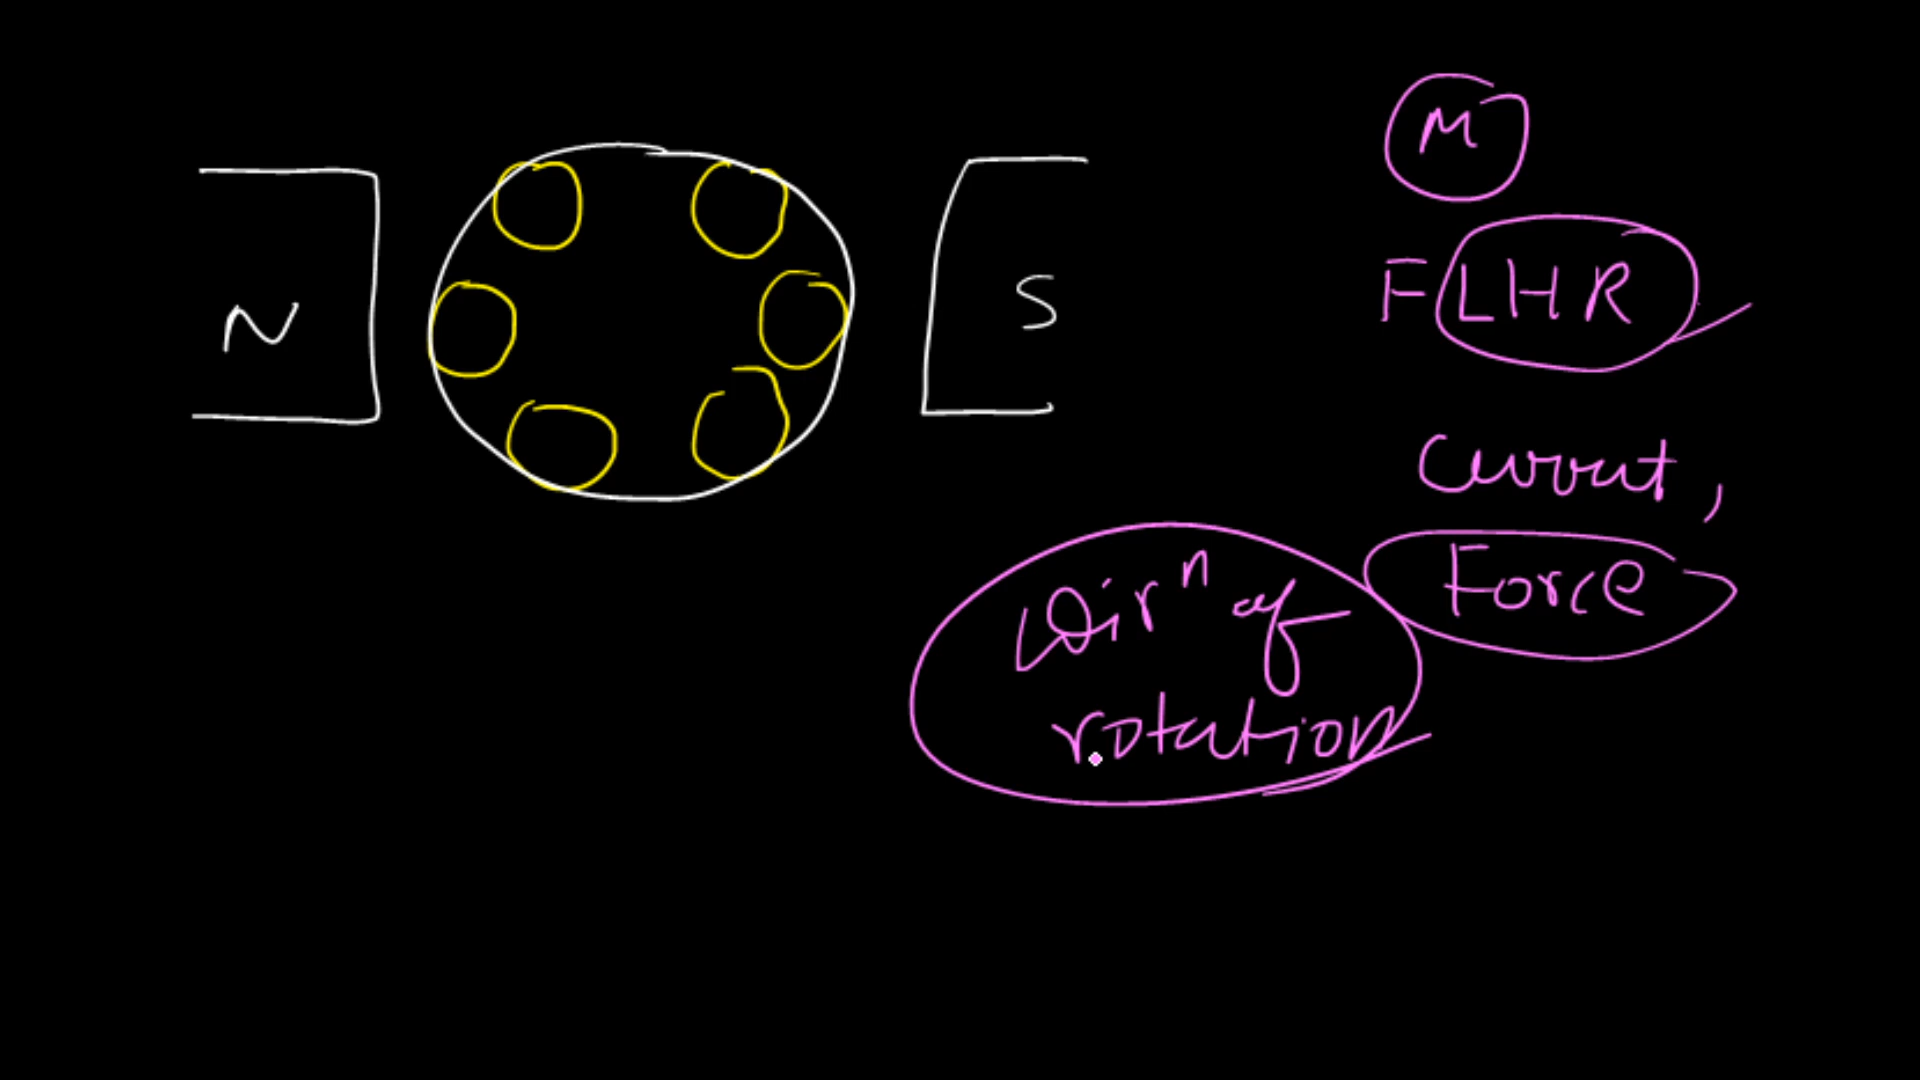 N
S
M
FLHR
Current,
Force
Dirⁿ of
rotation